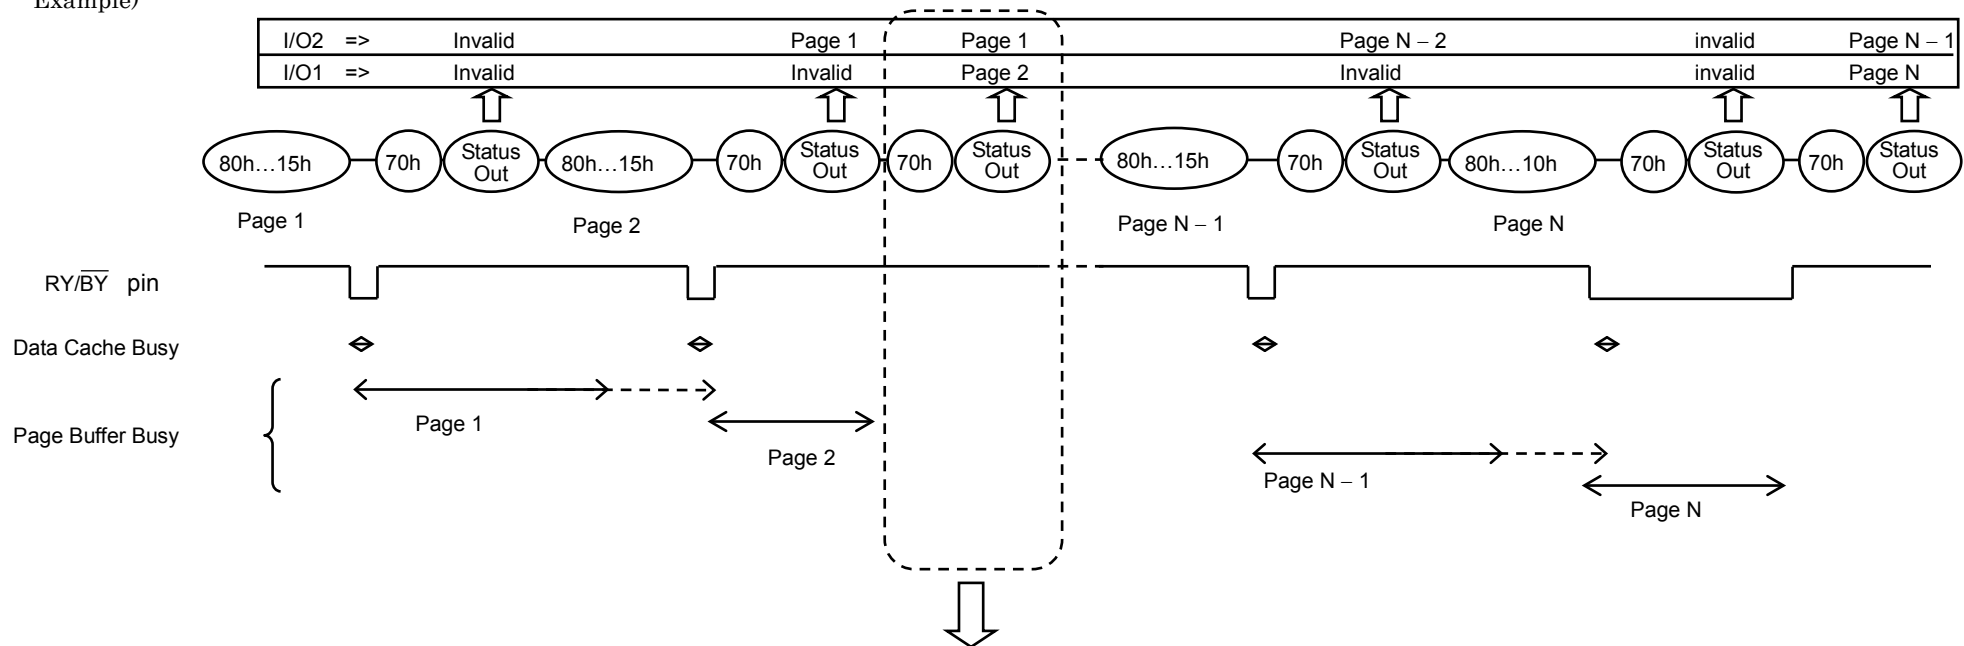 Example)
I/O2 => Invalid Page 1 Page 1 Page N – 2 invalid Page N – 1
I/O1 => Invalid Invalid Page 2 Invalid invalid Page N
80h…15h 70h Status Out 80h…15h 70h Status Out 70h Status Out 80h…15h 70h Status Out 80h…10h 70h Status Out 70h Status Out
Page 1 Page 2 Page N – 1 Page N
RY/B̅Y̅ pin
Data Cache Busy
Page Buffer Busy
Page 1
Page 2
Page N – 1
Page N